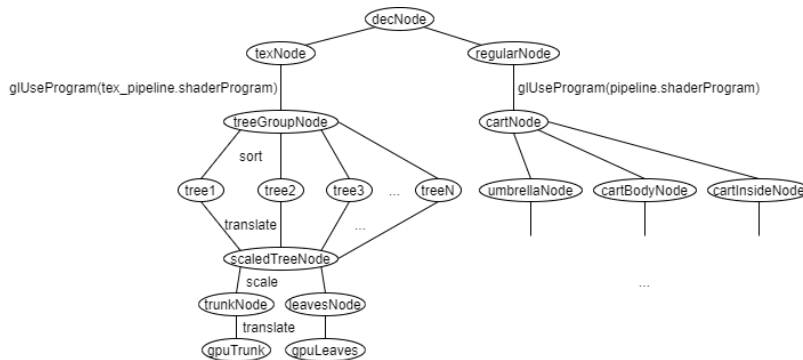 decNode
texNode regularNode
glUseProgram(tex_pipeline.shaderProgram) glUseProgram(pipeline.shaderProgram)
treeGroupNode cartNode
sort
tree1 tree2 tree3 ... treeN umbrellaNode cartBodyNode cartInsideNode
translate ...
scaledTreeNode
scale ...
trunkNode leavesNode
translate
gpuTrunk gpuLeaves